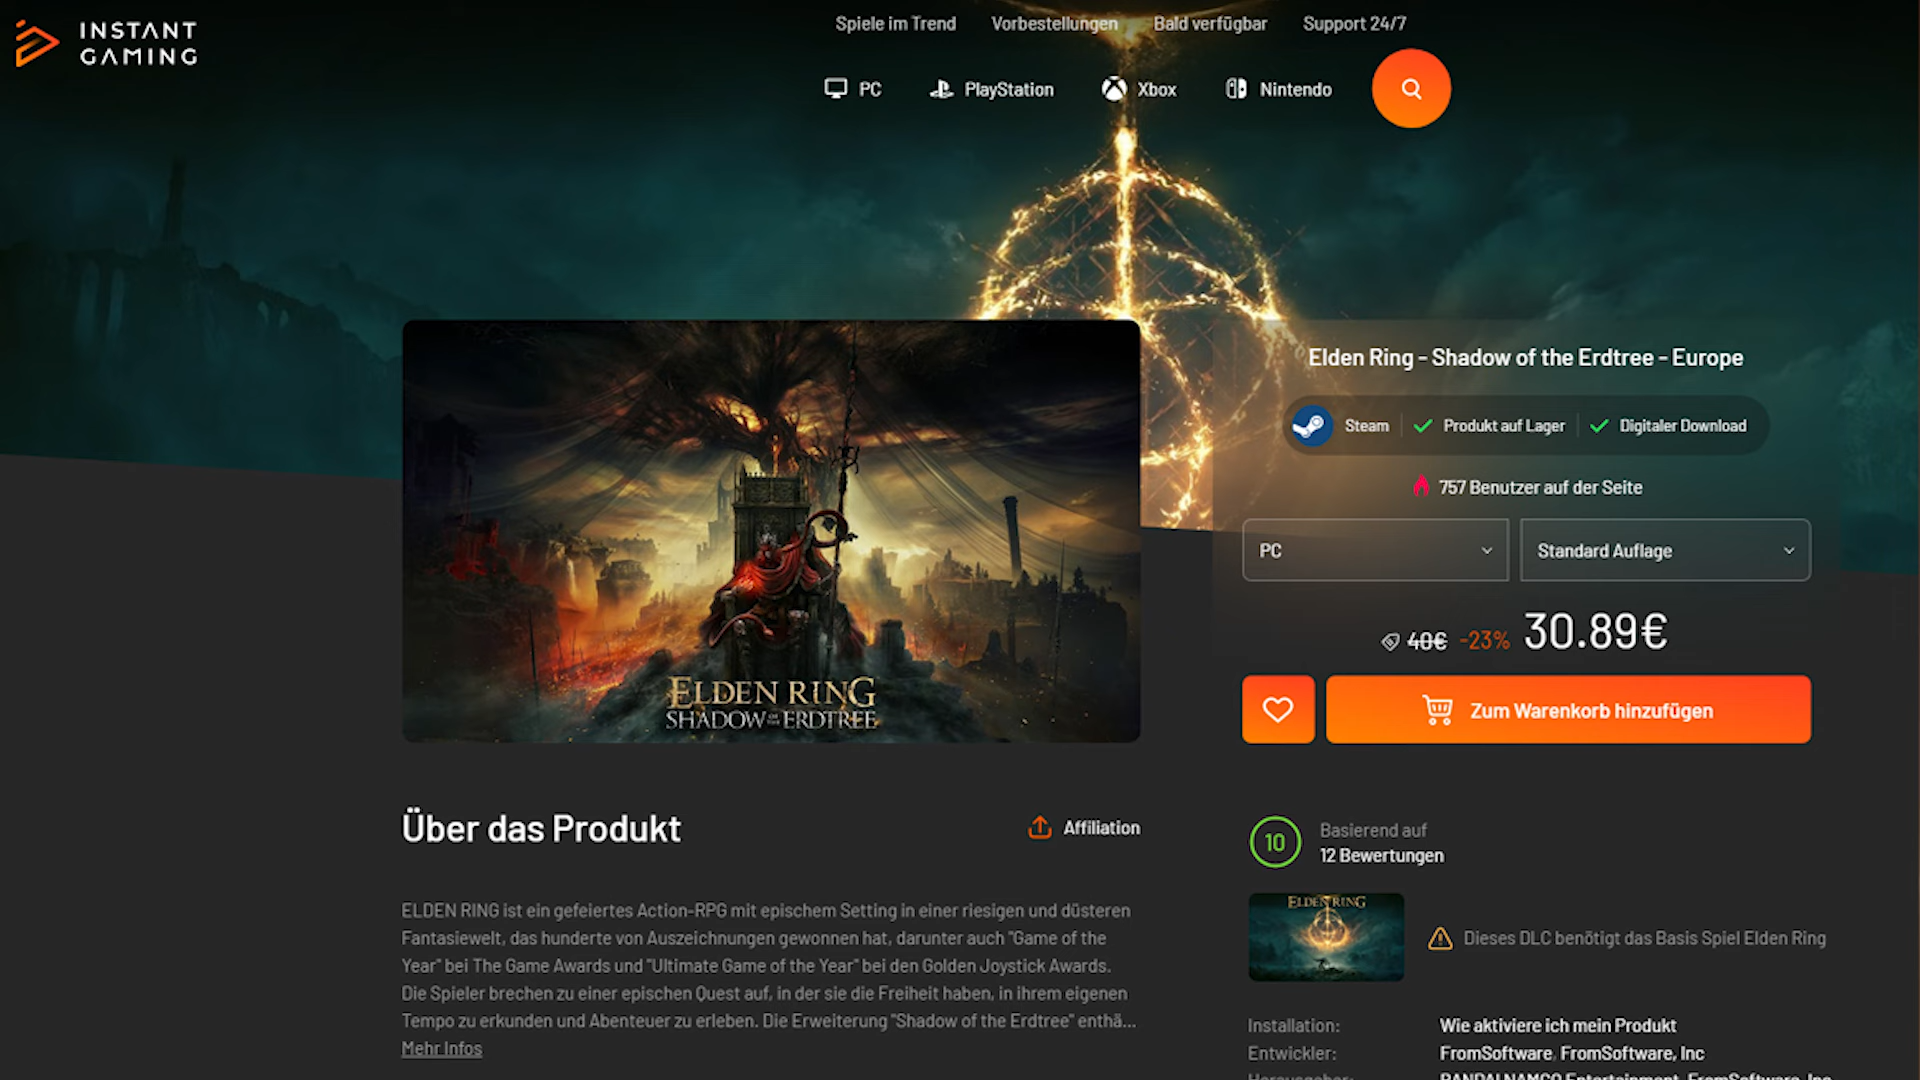 INSTANT
GAMING
Spiele im Trend
Vorbestellungen
Bald verfügbar
Support 24/7
PC
PlayStation
Xbox
Nintendo
Elden Ring - Shadow of the Erdtree - Europe
Steam
Produkt auf Lager
Digitaler Download
757 Benutzer auf der Seite
PC
Standard Auflage
40€ -23% 30.89€
Zum Warenkorb hinzufügen
ELDEN RING
SHADOW OF THE ERDTREE
Über das Produkt
Affiliation
ELDEN RING ist ein gefeiertes Action-RPG mit epischem Setting in einer riesigen und düsteren
Fantasiewelt, das hunderte von Auszeichnungen gewonnen hat, darunter auch "Game of the
Year" bei The Game Awards und "Ultimate Game of the Year" bei den Golden Joystick Awards.
Die Spieler brechen zu einer epischen Quest auf, in der sie die Freiheit haben, in ihrem eigenen
Tempo zu erkunden und Abenteuer zu erleben. Die Erweiterung "Shadow of the Erdtree" enthä...
Mehr Infos
10
Basierend auf
12 Bewertungen
ELDEN RING
Dieses DLC benötigt das Basis Spiel Elden Ring
Installation: Wie aktiviere ich mein Produkt
Entwickler: FromSoftware, FromSoftware, Inc
Herausgeber: BANDAI NAMCO Entertainment, FromSoftware, Inc